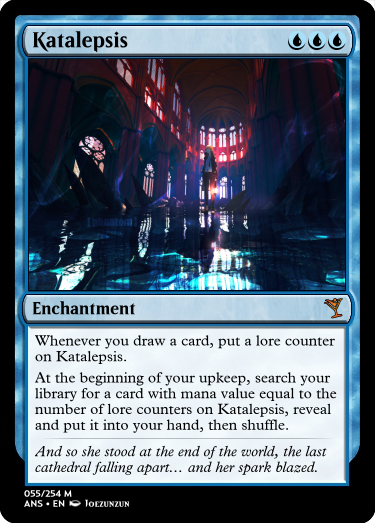 Katalepsis
Enchantment
Whenever you draw a card, put a lore counter
on Katalepsis.
At the beginning of your upkeep, search your
library for a card with mana value equal to the
number of lore counters on Katalepsis, reveal
and put it into your hand, then shuffle.
And so she stood at the end of the world, the last
cathedral falling apart… and her spark blazed.
055/254 M
ANS • EN Joezunzun